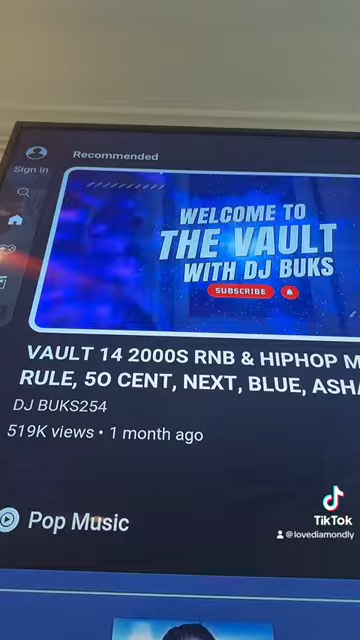 Recommended
Sign in
WELCOME TO
THE VAULT
WITH DJ BUKS
SUBSCRIBE
VAULT 14 2000S RNB & HIPHOP M
RULE, 50 CENT, NEXT, BLUE, ASHA
DJ BUKS254
519K views • 1 month ago
Pop Music
TikTok
@lovediamondly